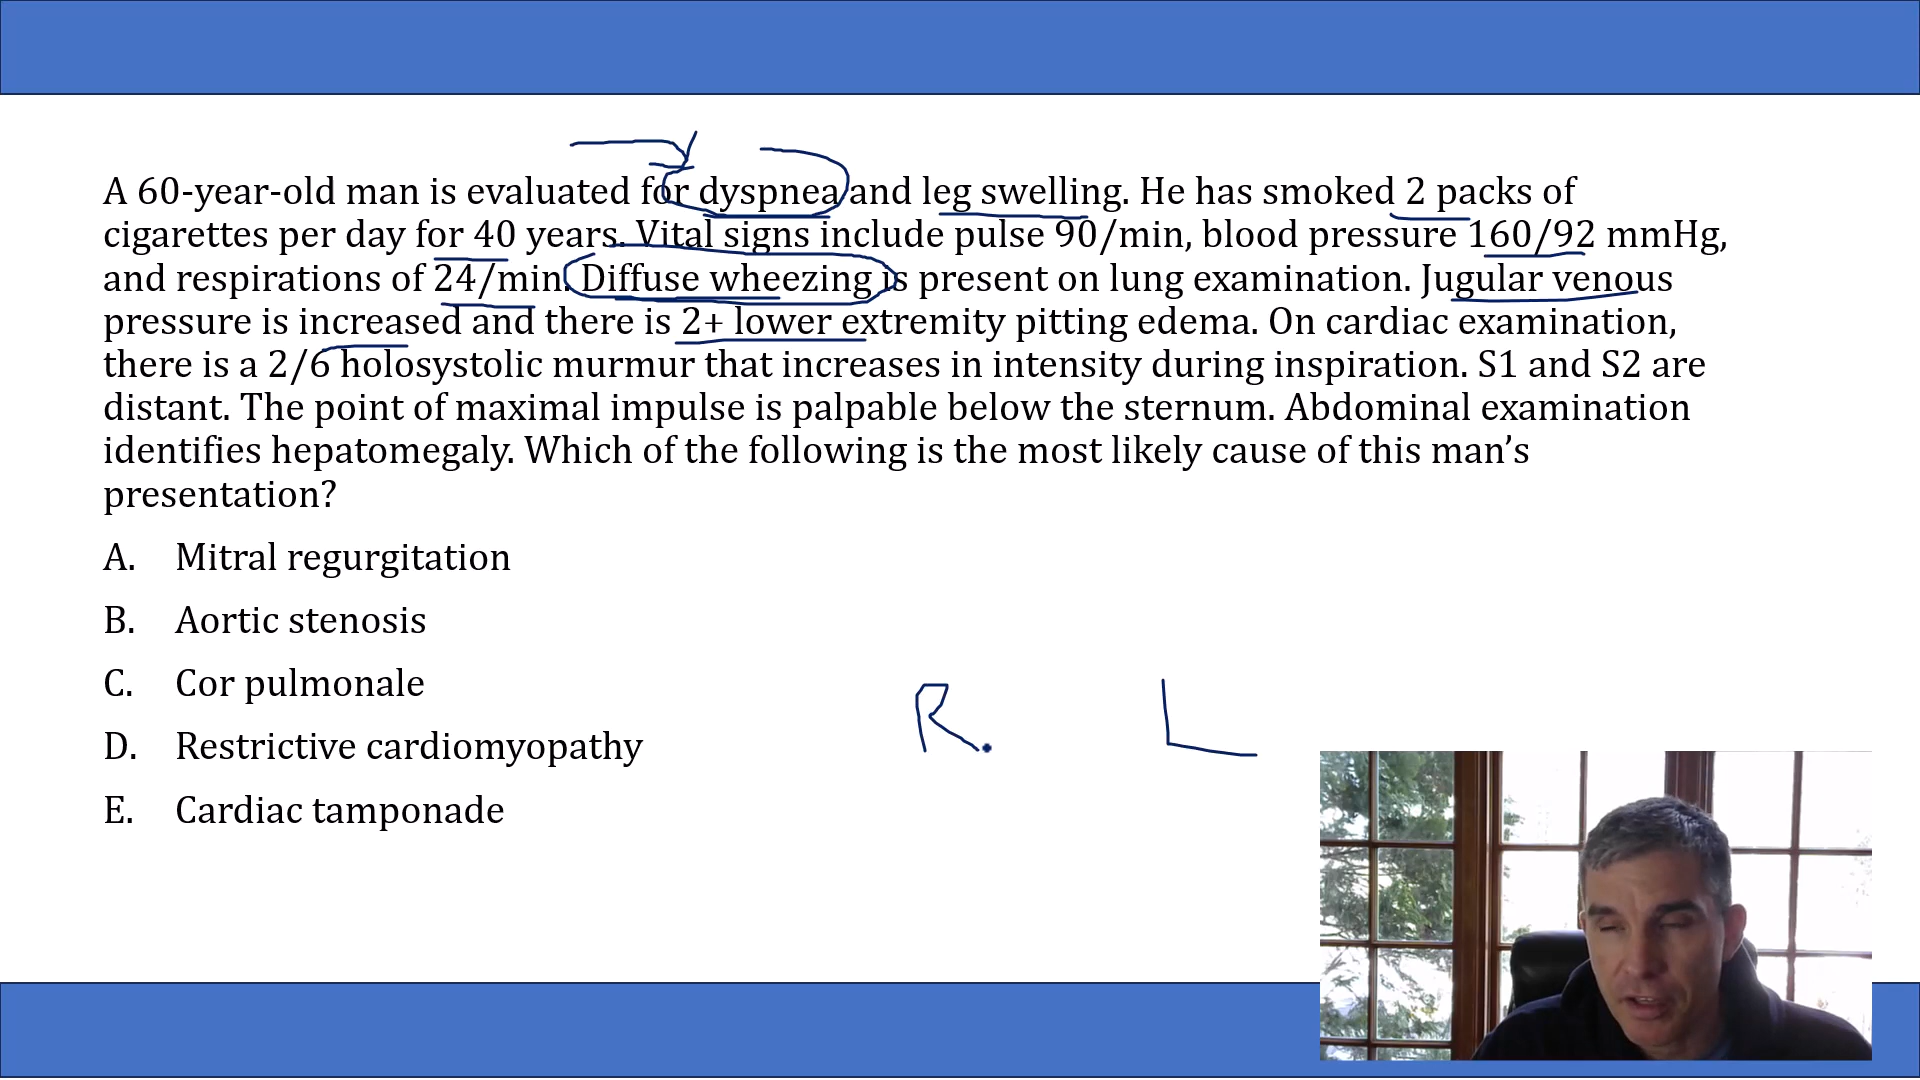 A 60-year-old man is evaluated for dyspnea and leg swelling. He has smoked 2 packs of
cigarettes per day for 40 years. Vital signs include pulse 90/min, blood pressure 160/92 mmHg,
and respirations of 24/min. Diffuse wheezing is present on lung examination. Jugular venous
pressure is increased and there is 2+ lower extremity pitting edema. On cardiac examination,
there is a 2/6 holosystolic murmur that increases in intensity during inspiration. S1 and S2 are
distant. The point of maximal impulse is palpable below the sternum. Abdominal examination
identifies hepatomegaly. Which of the following is the most likely cause of this man’s
presentation?
A. Mitral regurgitation
B. Aortic stenosis
C. Cor pulmonale
D. Restrictive cardiomyopathy
E. Cardiac tamponade
R. L